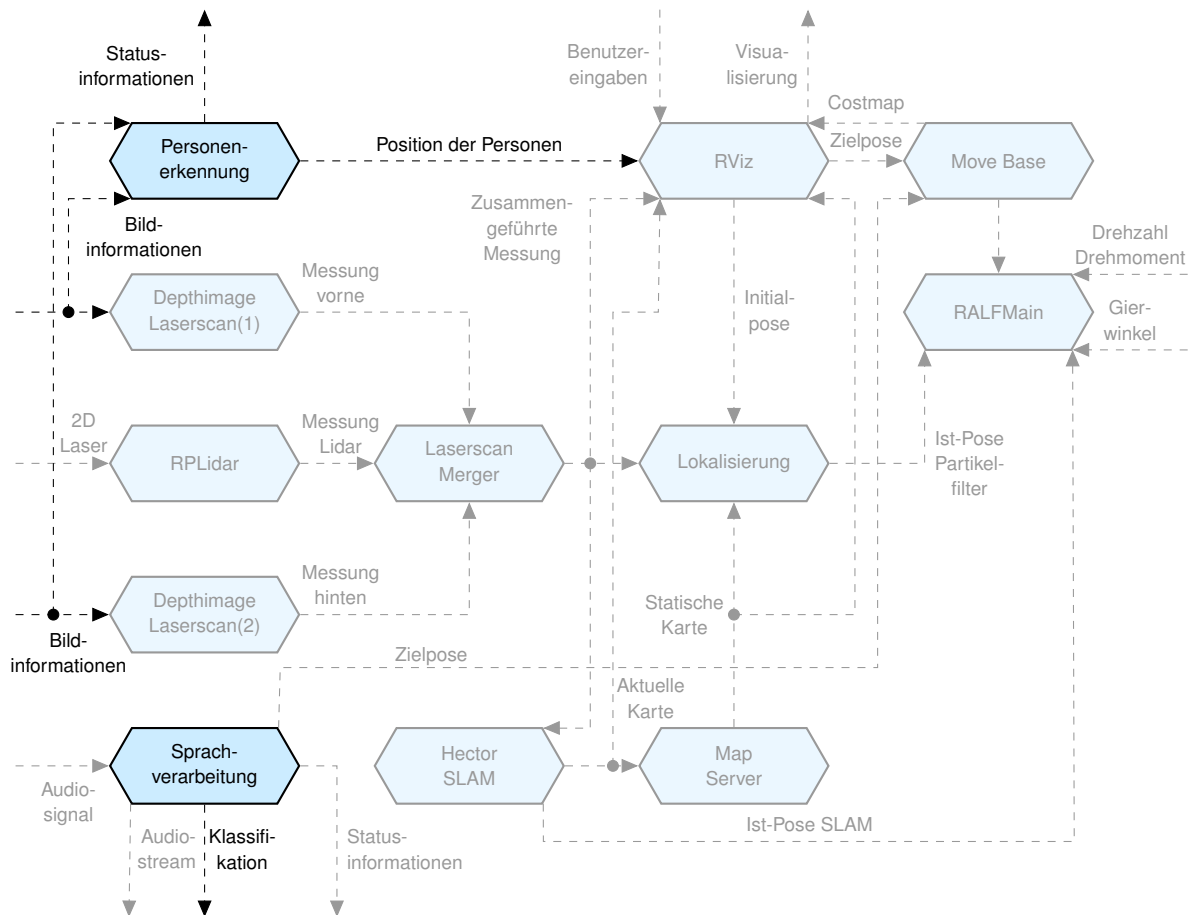 Status-
informationen
Benutzer-
eingaben
Visua-
lisierung
Costmap
Personen-
erkennung
Position der Personen
RViz
Zielpose
Move Base
Bild-
informationen
Zusammen-
geführte
Messung
Drehzahl
Drehmoment
Depthimage
Laserscan(1)
Messung
vorne
Initial-
pose
RALFMain
Gier-
winkel
2D
Laser
RPLidar
Messung
Lidar
Laserscan
Merger
Lokalisierung
Ist-Pose
Partikel-
filter
Depthimage
Laserscan(2)
Messung
hinten
Statische
Karte
Bild-
informationen
Zielpose
Aktuelle
Karte
Sprach-
verarbeitung
Hector
SLAM
Map
Server
Audio-
signal
Audio-
stream
Klassifi-
kation
Status-
informationen
Ist-Pose SLAM